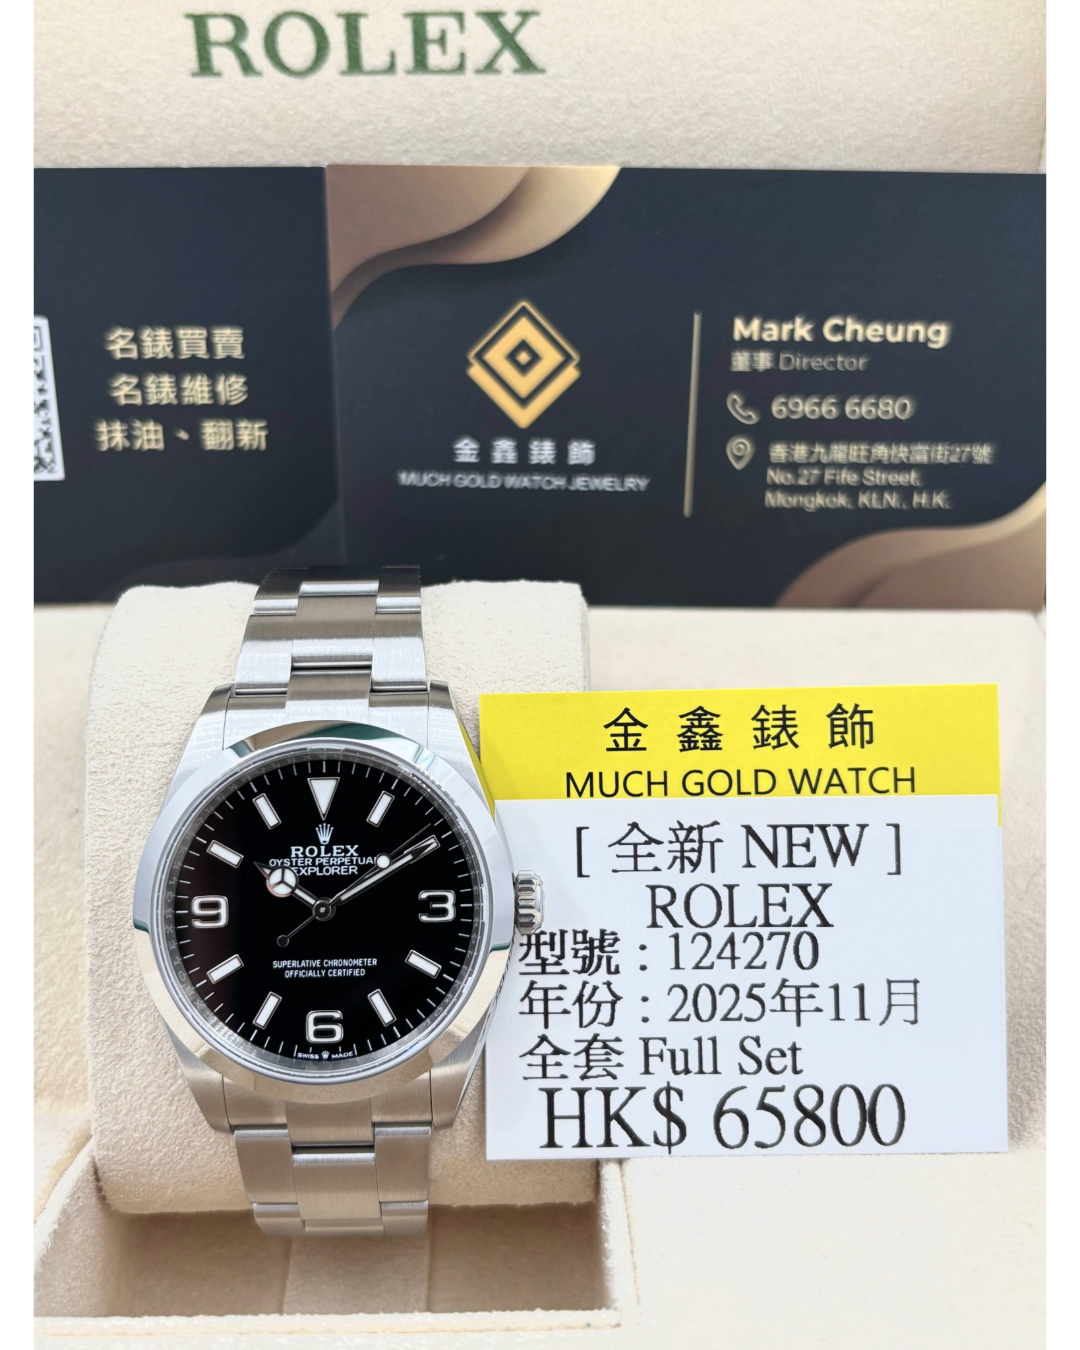 ROLEX
名錶買賣
名錶維修
抹油、翻新
金鑫錶飾
MUCH GOLD WATCH JEWELRY
Mark Cheung
董事 Director
6966 6680
香港九龍旺角快富街27號
No.27 Fife Street,
Mongkok, KLN., H.K.
金鑫錶飾
MUCH GOLD WATCH
[ 全新 NEW ]
ROLEX
型號 : 124270
年份 : 2025年11月
全套 Full Set
HK$ 65800
ROLEX
OYSTER PERPETUAL
EXPLORER
9
3
SUPERLATIVE CHRONOMETER
OFFICIALLY CERTIFIED
6
SWISS MADE